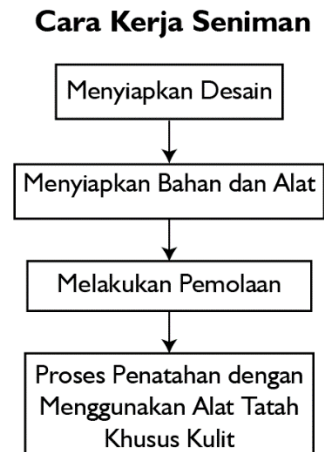 Cara Kerja Seniman
Menyiapkan Desain
Menyiapkan Bahan dan Alat
Melakukan Pemolaan
Proses Penatahan dengan
Menggunakan Alat Tatah
Khusus Kulit